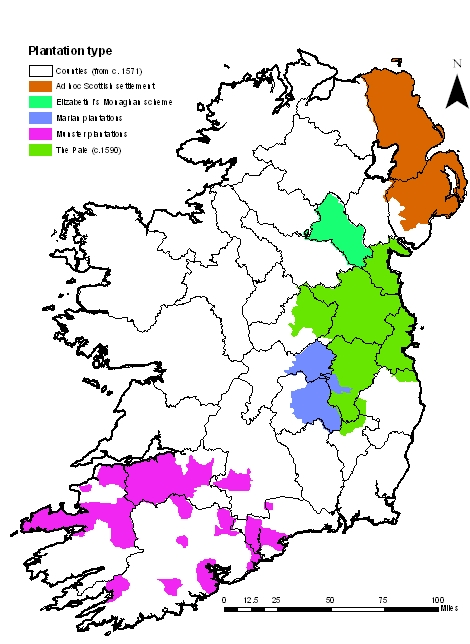 Plantation type
Counties (from c. 1571)
Ad hoc Scottish settlement
Elizabeth I's Monaghan scheme
Marian plantations
Munster plantations
The Pale (c.1590)
N
0 12.5 25 50 75 100
Miles